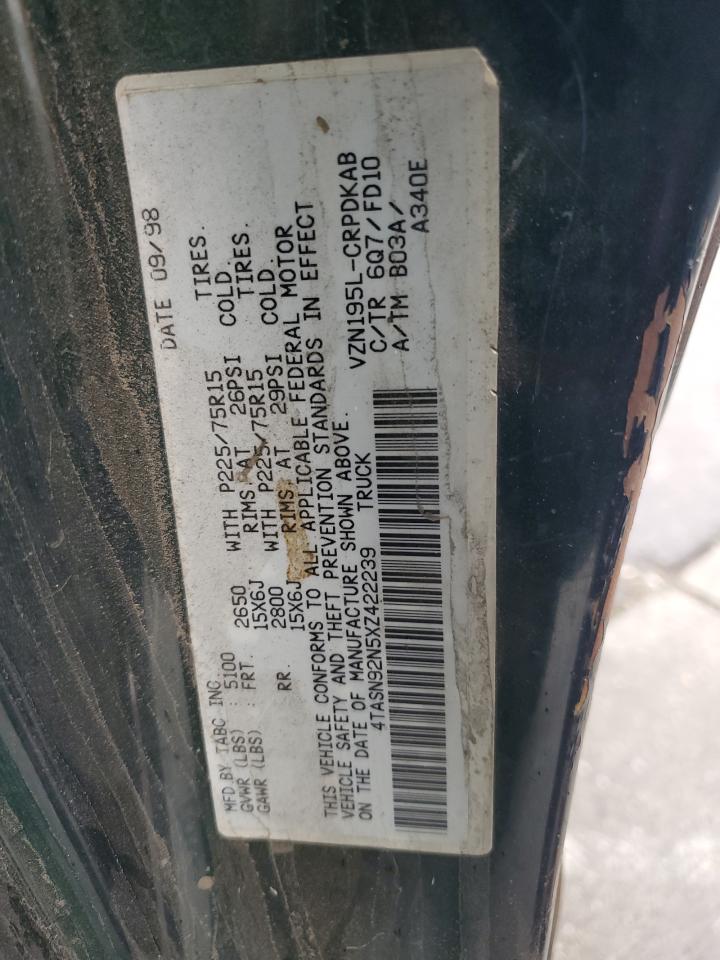 MFD.BY TABC INC DATE 09/98
GVWR (LBS) : 5100
GAWR (LBS) : FRT. 2650 WITH P225/75R15 TIRES.
15X6J RIMS AT 26PSI COLD.
RR. 2800 WITH P225/75R15 TIRES.
15X6J RIMS AT 29PSI COLD.
THIS VEHICLE CONFORMS TO ALL APPLICABLE FEDERAL MOTOR
VEHICLE SAFETY AND THEFT PREVENTION STANDARDS IN EFFECT
ON THE DATE OF MANUFACTURE SHOWN ABOVE.
4TASN92N5XZ422239 TRUCK
VZN195L-CRPDKAB
C/TR 6Q7/FD10
A/TM B03A/
A340E